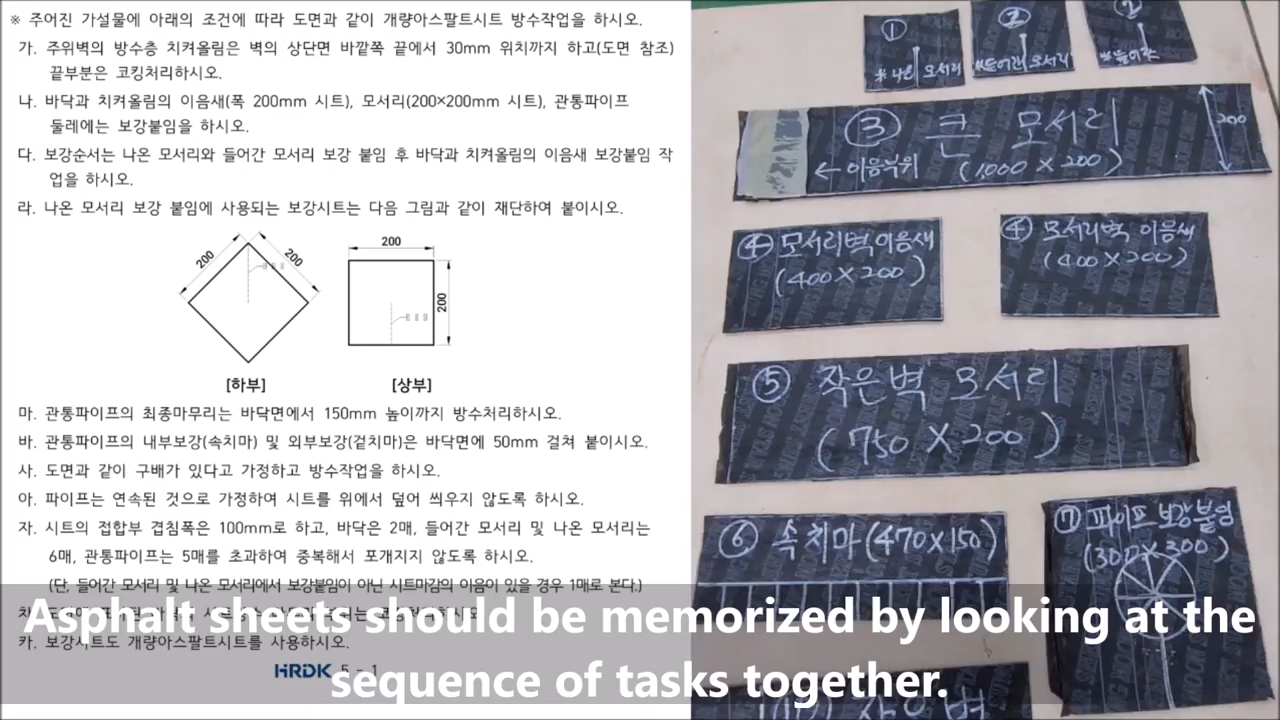 ※ 주어진 가설물에 아래의 조건에 따라 도면과 같이 개량아스팔트시트 방수작업을 하시오.
가. 주위벽의 방수층 치켜올림은 벽의 상단면 바깥쪽 끝에서 30mm 위치까지 하고(도면 참조)
끝부분은 코킹처리하시오.
나. 바닥과 치켜올림의 이음새(폭 200mm 시트), 모서리(200×200mm 시트), 관통파이프
둘레에는 보강붙임을 하시오.
다. 보강순서는 나온 모서리와 들어간 모서리 보강 붙임 후 바닥과 치켜올림의 이음새 보강붙임 작
업을 하시오.
라. 나온 모서리 보강 붙임에 사용되는 보강시트는 다음 그림과 같이 재단하여 붙이시오.
200 200
200
200
[하부] [상부]
마. 관통파이프의 최종마무리는 바닥면에서 150mm 높이까지 방수처리하시오.
바. 관통파이프의 내부보강(속치마) 및 외부보강(겉치마)은 바닥면에 50mm 걸쳐 붙이시오.
사. 도면과 같이 구배가 있다고 가정하고 방수작업을 하시오.
아. 파이프는 연속된 것으로 가정하여 시트를 위에서 덮어 씌우지 않도록 하시오.
자. 시트의 접합부 겹침폭은 100mm로 하고, 바닥은 2매, 들어간 모서리 및 나온 모서리는
6매, 관통파이프는 5매를 초과하여 중복해서 포개지지 않도록 하시오.
(단, 들어간 모서리 및 나온 모서리에서 보강붙임이 아닌 시트마감의 이음이 있을 경우 1매로 본다.)
카. 보강시트도 개량아스팔트시트를 사용하시오.
HRDK 5 - 1
①
※ 나온 모서리
②
※들어간 모서리
②
※들어간
③ 큰 모서리
← 이음부위 (1,000 × 200)
200
④ 모서리벽 이음새
(400 × 200)
④ 모서리벽 이음새
(400 × 200)
⑤ 작은벽 모서리
(750 × 200)
⑥ 속치마 (470×150)
⑦ 파이프 보강붙임
(300 × 300)
Asphalt sheets should be memorized by looking at the
sequence of tasks together.